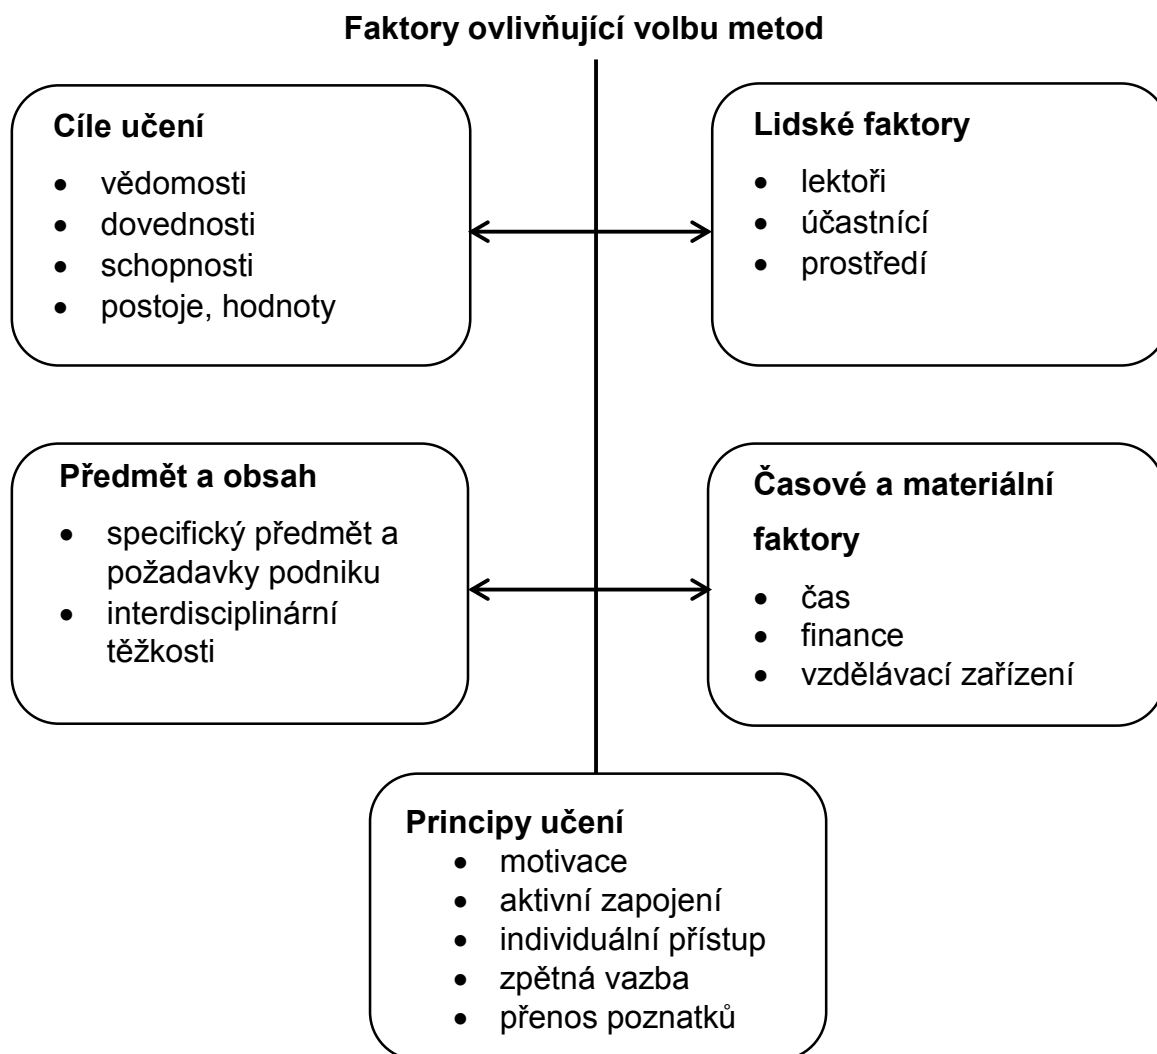 Faktory ovlivňující volbu metod
Cíle učení
• vědomosti
• dovednosti
• schopnosti
• postoje, hodnoty
Lidské faktory
• lektoři
• účastnící
• prostředí
Předmět a obsah
• specifický předmět a
požadavky podniku
• interdisciplinární
těžkosti
Časové a materiální
faktory
• čas
• finance
• vzdělávací zařízení
Principy učení
• motivace
• aktivní zapojení
• individuální přístup
• zpětná vazba
• přenos poznatků